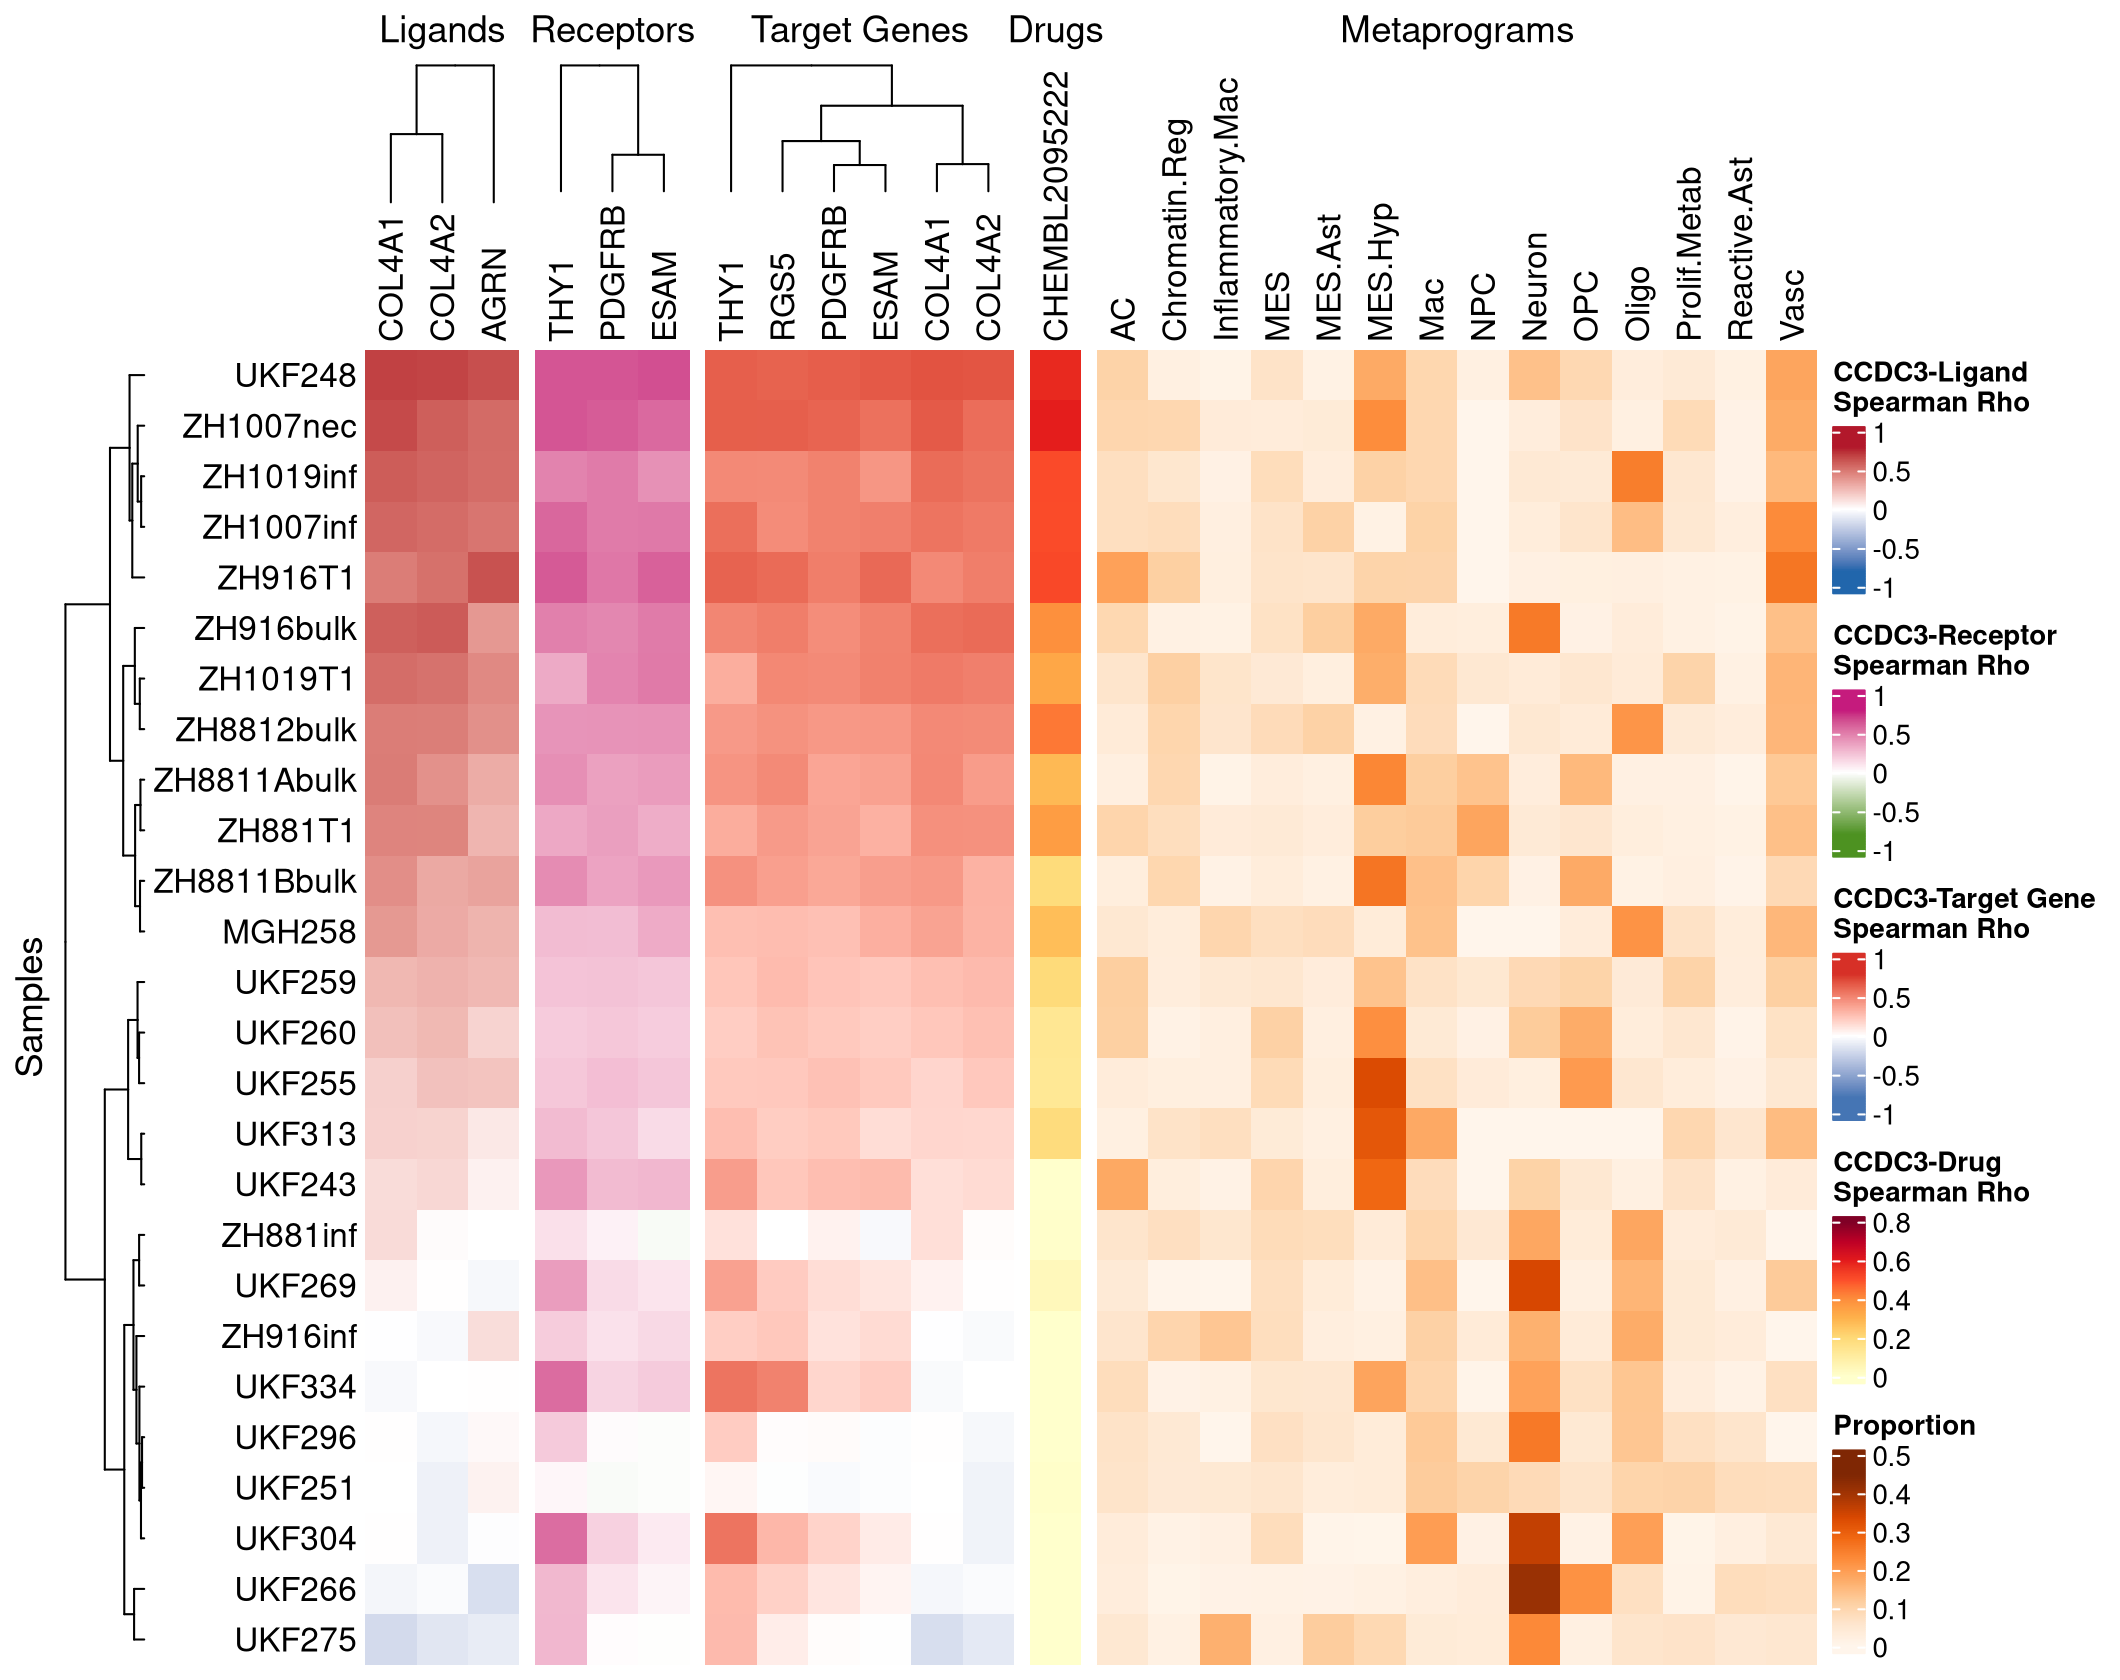 Ligands Receptors Target Genes Drugs Metaprograms
COL4A1 COL4A2 AGRN THY1 PDGFRB ESAM THY1 RGS5 PDGFRB ESAM COL4A1 COL4A2 CHEMBL2095222 AC Chromatin.Reg Inflammatory.Mac MES MES.Ast MES.Hyp Mac NPC Neuron OPC Oligo Prolif.Metab Reactive.Ast Vasc
Samples
UKF248
ZH1007nec
ZH1019inf
ZH1007inf
ZH916T1
ZH916bulk
ZH1019T1
ZH8812bulk
ZH8811Abulk
ZH881T1
ZH8811Bbulk
MGH258
UKF259
UKF260
UKF255
UKF313
UKF243
ZH881inf
UKF269
ZH916inf
UKF334
UKF296
UKF251
UKF304
UKF266
UKF275
CCDC3-Ligand
Spearman Rho
1
0.5
0
-0.5
-1
CCDC3-Receptor
Spearman Rho
1
0.5
0
-0.5
-1
CCDC3-Target Gene
Spearman Rho
1
0.5
0
-0.5
-1
CCDC3-Drug
Spearman Rho
0.8
0.6
0.4
0.2
0
Proportion
0.5
0.4
0.3
0.2
0.1
0